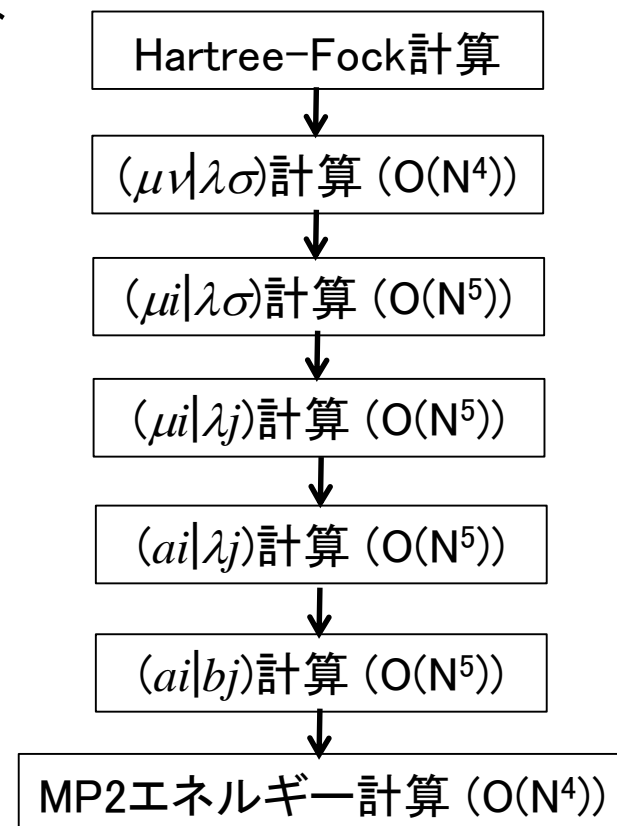 Hartree-Fock計算
(μν|λσ)計算 (O(N⁴))
(μi|λσ)計算 (O(N⁵))
(μi|λj)計算 (O(N⁵))
(ai|λj)計算 (O(N⁵))
(ai|bj)計算 (O(N⁵))
MP2エネルギー計算 (O(N⁴))